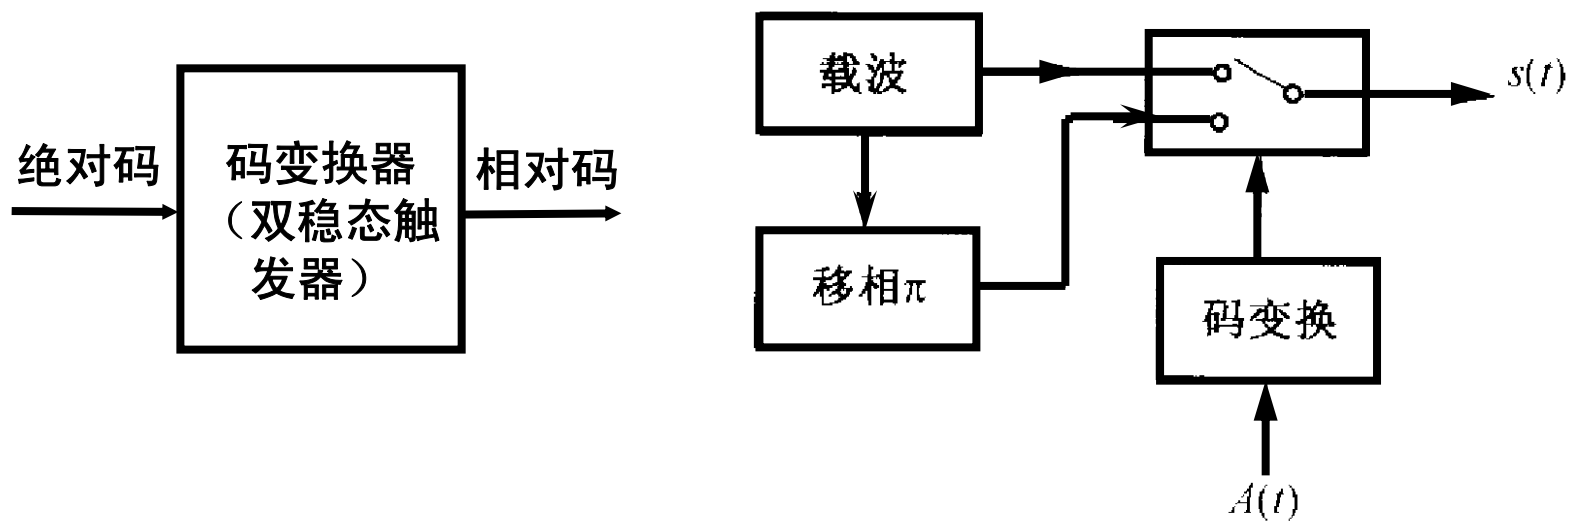 绝对码
码变换器
（双稳态触
发器）
相对码
载波
移相π
s(t)
码变换
A(t)